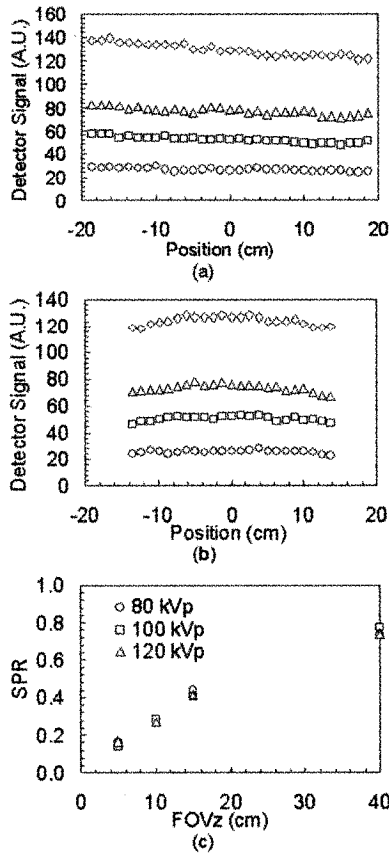 160
140
120
100
80
60
40
20
0
Detector Signal (A.U.)
-20 -10 0 10 20
Position (cm)
(a)
140
120
100
80
60
40
20
0
Detector Signal (A.U.)
-20 -10 0 10 20
Position (cm)
(b)
1.0
0.8
0.6
0.4
0.2
0.0
SPR
80 kVp
100 kVp
120 kVp
0 10 20 30 40
FOVz (cm)
(c)